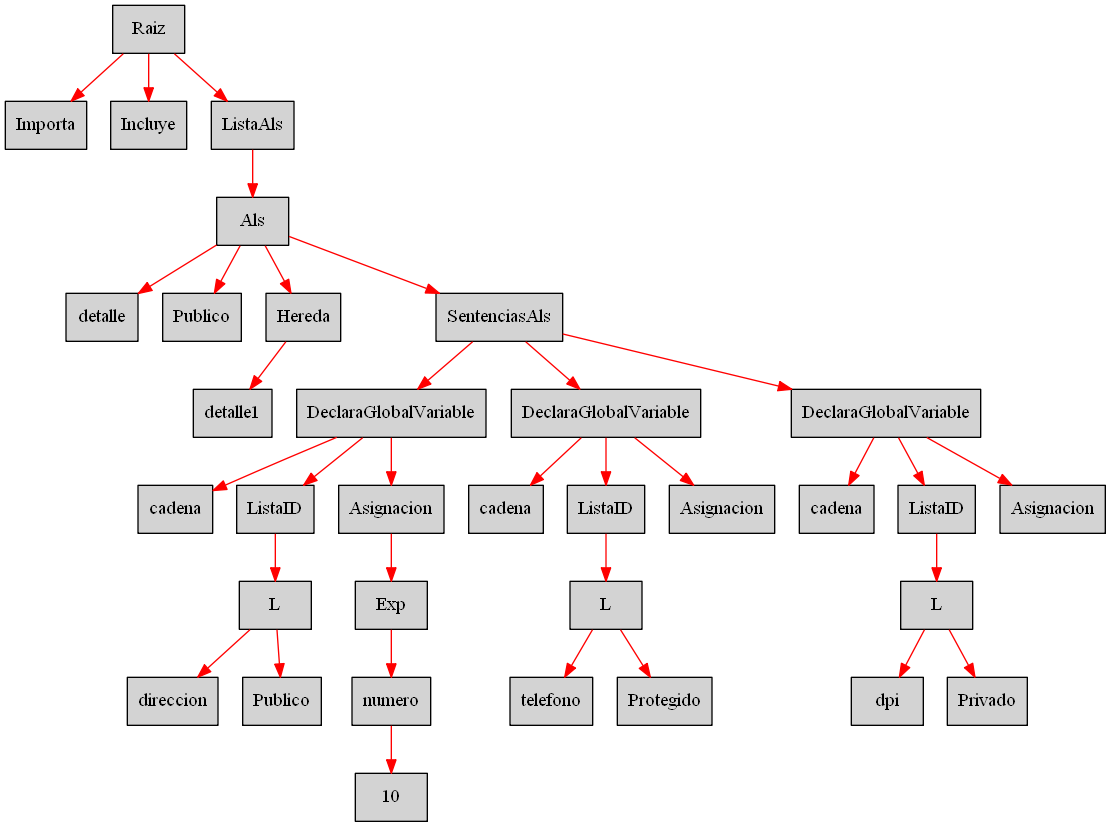 Raiz
Importa
Incluye
ListaAls
Als
detalle
Publico
Hereda
SentenciasAls
detalle1
DeclaraGlobalVariable
DeclaraGlobalVariable
DeclaraGlobalVariable
cadena
ListaID
Asignacion
cadena
ListaID
Asignacion
cadena
ListaID
Asignacion
L
Exp
L
L
direccion
Publico
numero
telefono
Protegido
dpi
Privado
10